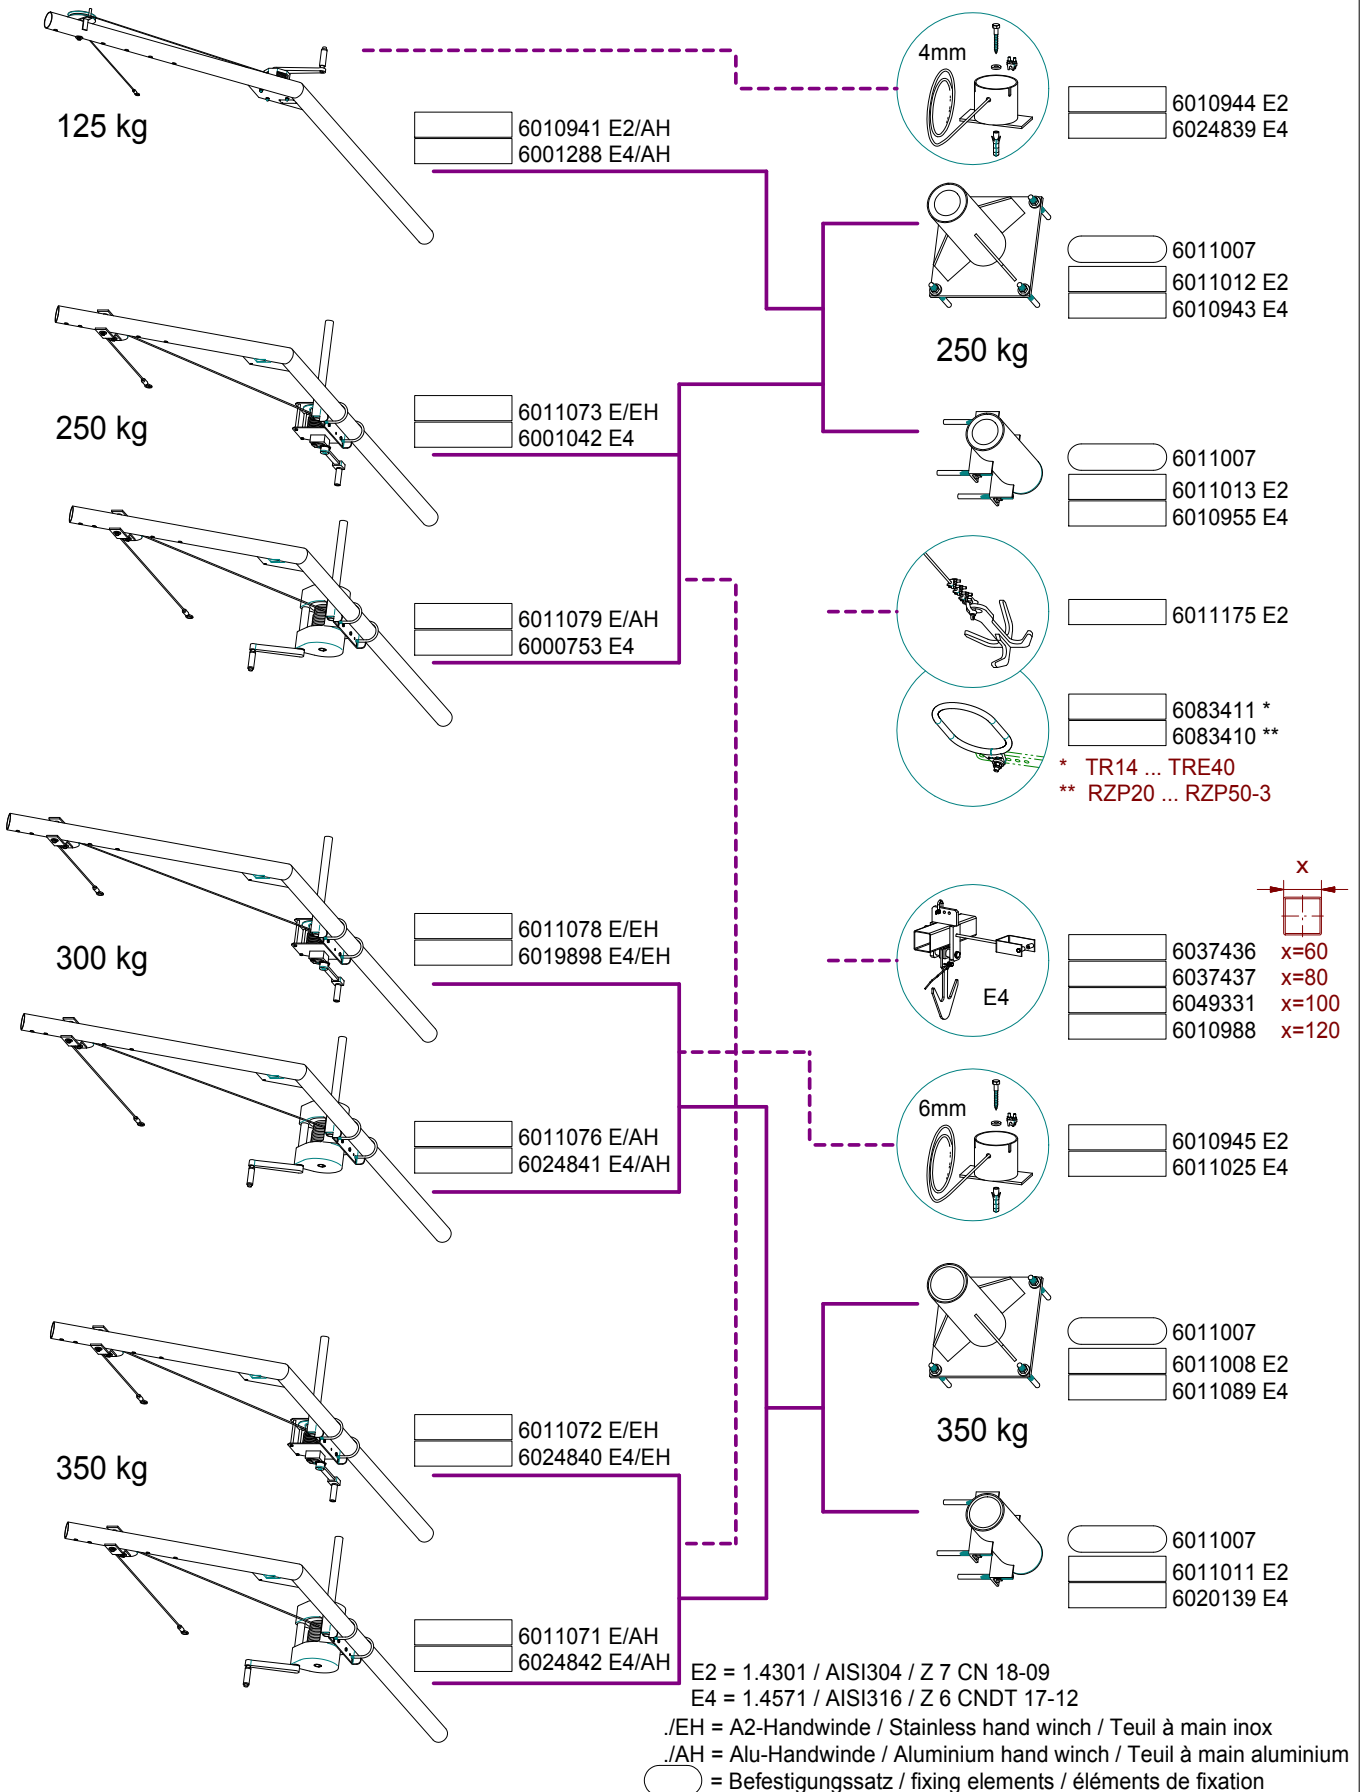 125 kg
6010941 E2/AH
6001288 E4/AH
4mm
6010944 E2
6024839 E4
6011007
6011012 E2
6010943 E4
250 kg
250 kg
6011073 E/EH
6001042 E4
6011007
6011013 E2
6010955 E4
6011079 E/AH
6000753 E4
6011175 E2
6083411 *
6083410 **
* TR14 ... TRE40
** RZP20 ... RZP50-3
300 kg
6011078 E/EH
6019898 E4/EH
E4
x
6037436 x=60
6037437 x=80
6049331 x=100
6010988 x=120
6011076 E/AH
6024841 E4/AH
6mm
6010945 E2
6011025 E4
6011007
6011008 E2
6011089 E4
350 kg
350 kg
6011072 E/EH
6024840 E4/EH
6011007
6011011 E2
6020139 E4
6011071 E/AH
6024842 E4/AH
E2 = 1.4301 / AISI304 / Z 7 CN 18-09
E4 = 1.4571 / AISI316 / Z 6 CNDT 17-12
./EH = A2-Handwinde / Stainless hand winch / Teuil à main inox
./AH = Alu-Handwinde / Aluminium hand winch / Teuil à main aluminium
= Befestigungssatz / fixing elements / éléments de fixation